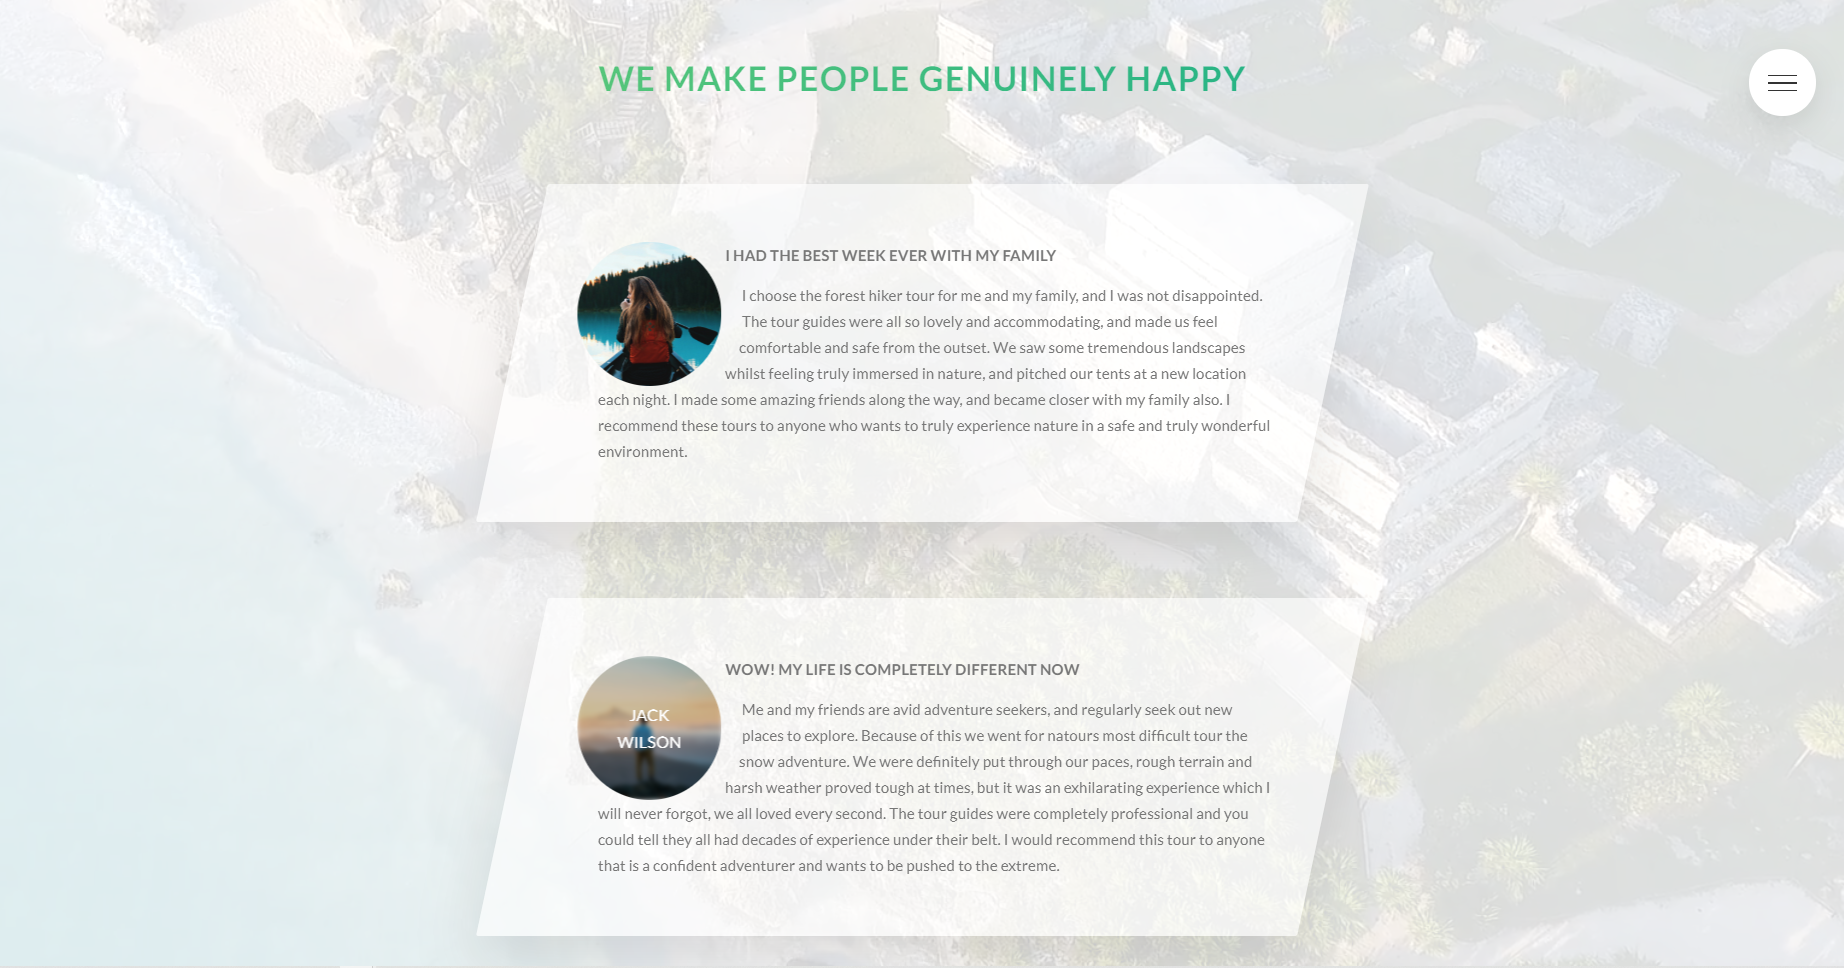 WE MAKE PEOPLE GENUINELY HAPPY
I HAD THE BEST WEEK EVER WITH MY FAMILY
I choose the forest hiker tour for me and my family, and I was not disappointed.
The tour guides were all so lovely and accommodating, and made us feel
comfortable and safe from the outset. We saw some tremendous landscapes
whilst feeling truly immersed in nature, and pitched our tents at a new location
each night. I made some amazing friends along the way, and became closer with my family also. I
recommend these tours to anyone who wants to truly experience nature in a safe and truly wonderful
environment.
WOW! MY LIFE IS COMPLETELY DIFFERENT NOW
JACK
WILSON
Me and my friends are avid adventure seekers, and regularly seek out new
places to explore. Because of this we went for natours most difficult tour the
snow adventure. We were definitely put through our paces, rough terrain and
harsh weather proved tough at times, but it was an exhilarating experience which I
will never forgot, we all loved every second. The tour guides were completely professional and you
could tell they all had decades of experience under their belt. I would recommend this tour to anyone
that is a confident adventurer and wants to be pushed to the extreme.